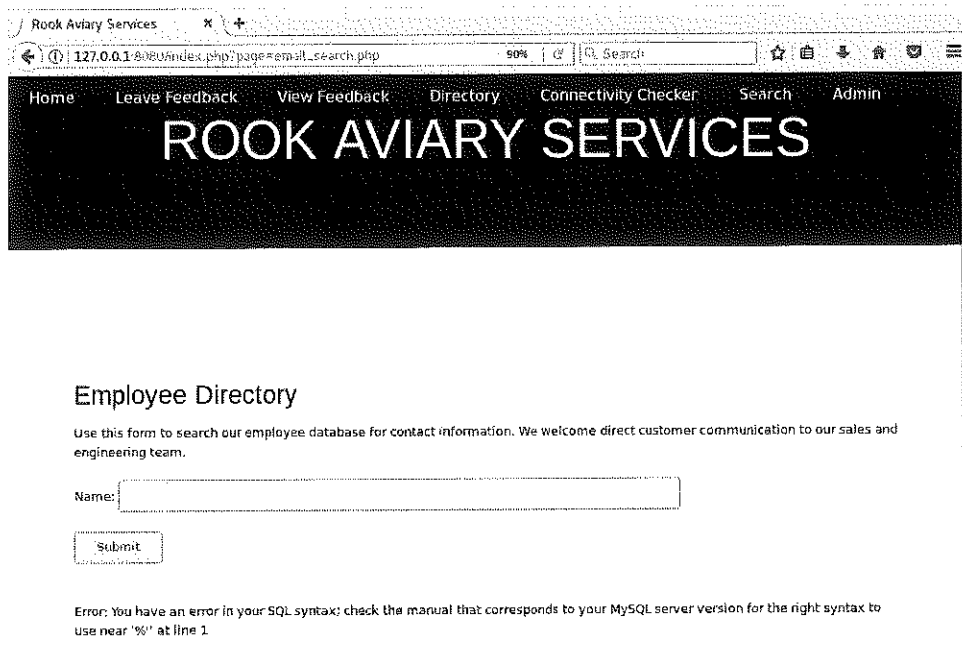 Rook Aviary Services
127.0.0.1:8080/index.php?page=email_search.php 90% Search
Home Leave Feedback View Feedback Directory Connectivity Checker Search Admin
ROOK AVIARY SERVICES
Employee Directory
Use this form to search our employee database for contact information. We welcome direct customer communication to our sales and
engineering team.
Name:
Submit
Error: You have an error in your SQL syntax; check the manual that corresponds to your MySQL server version for the right syntax to
use near '%'' at line 1